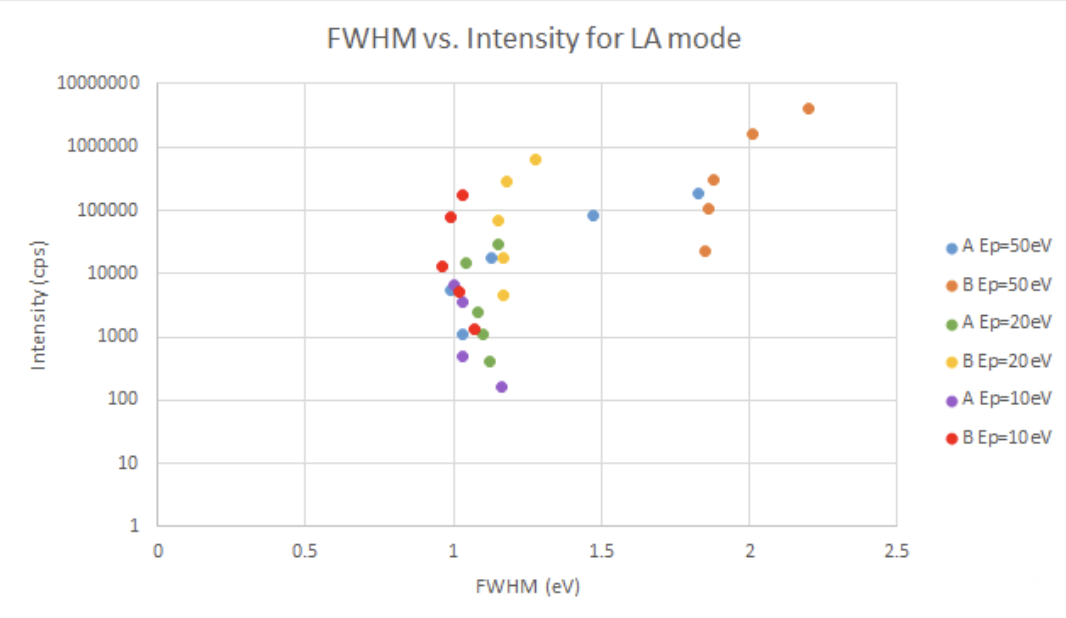 FWHM vs. Intensity for LA mode
10000000
1000000
100000
10000
1000
100
10
1
Intensity (cps)
0 0.5 1 1.5 2 2.5
FWHM (eV)
A Ep=50eV
B Ep=50eV
A Ep=20eV
B Ep=20eV
A Ep=10eV
B Ep=10eV